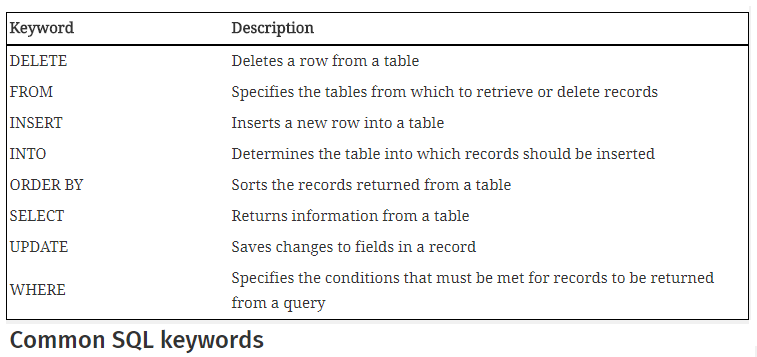 Keyword Description
DELETE Deletes a row from a table
FROM Specifies the tables from which to retrieve or delete records
INSERT Inserts a new row into a table
INTO Determines the table into which records should be inserted
ORDER BY Sorts the records returned from a table
SELECT Returns information from a table
UPDATE Saves changes to fields in a record
WHERE Specifies the conditions that must be met for records to be returned
from a query
Common SQL keywords